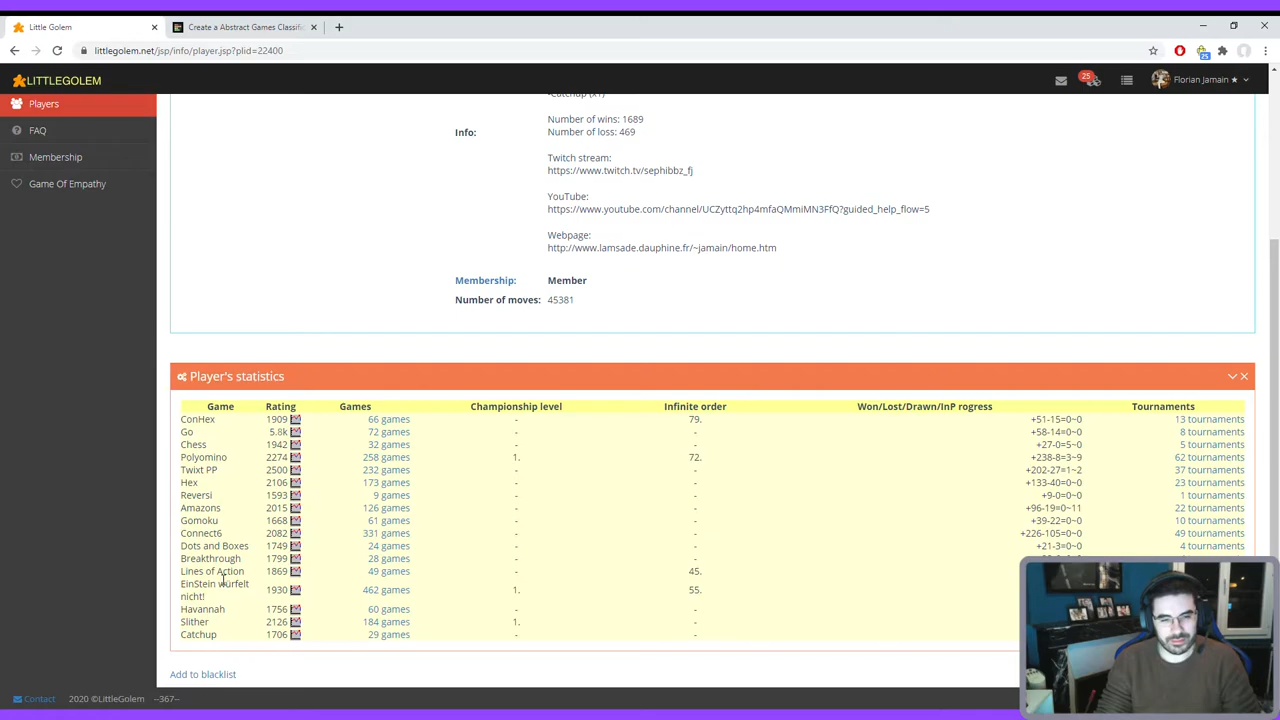 Little Golem
Create a Abstract Games Classific
littlegolem.net/jsp/info/player.jsp?plid=22400
25
LITTLEGOLEM
25
Florian Jamain ★
Players
FAQ
Membership
Game Of Empathy
-Catchup (x1)
Number of wins: 1689
Info:
Number of loss: 469
Twitch stream:
https://www.twitch.tv/sephibbz_fj
YouTube:
https://www.youtube.com/channel/UCZyttq2hp4mfaQMmiMN3FfQ?guided_help_flow=5
Webpage:
http://www.lamsade.dauphine.fr/~jamain/home.htm
Membership: Member
Number of moves: 45381
Player's statistics
Game Rating Games Championship level Infinite order Won/Lost/Drawn/InP rogress Tournaments
ConHex 1909 66 games - 79. +51-15=0~0 13 tournaments
Go 5.8k 72 games - - +58-14=0~0 8 tournaments
Chess 1942 32 games - - +27-0=5~0 5 tournaments
Polyomino 2274 258 games 1. 72. +238-8=3~9 62 tournaments
Twixt PP 2500 232 games - - +202-27=1~2 37 tournaments
Hex 2106 173 games - - +133-40=0~0 23 tournaments
Reversi 1593 9 games - - +9-0=0~0 1 tournaments
Amazons 2015 126 games - - +96-19=0~11 22 tournaments
Gomoku 1668 61 games - - +39-22=0~0 10 tournaments
Connect6 2082 331 games - - +226-105=0~0 49 tournaments
Dots and Boxes 1749 24 games - - +21-3=0~0 4 tournaments
Breakthrough 1799 28 games - -
Lines of Action 1869 49 games - 45.
EinStein würfelt
nicht! 1930 462 games 1. 55.
Havannah 1756 60 games - -
Slither 2126 184 games 1. -
Catchup 1706 29 games - -
Add to blacklist
Contact 2020 ©LittleGolem --367--